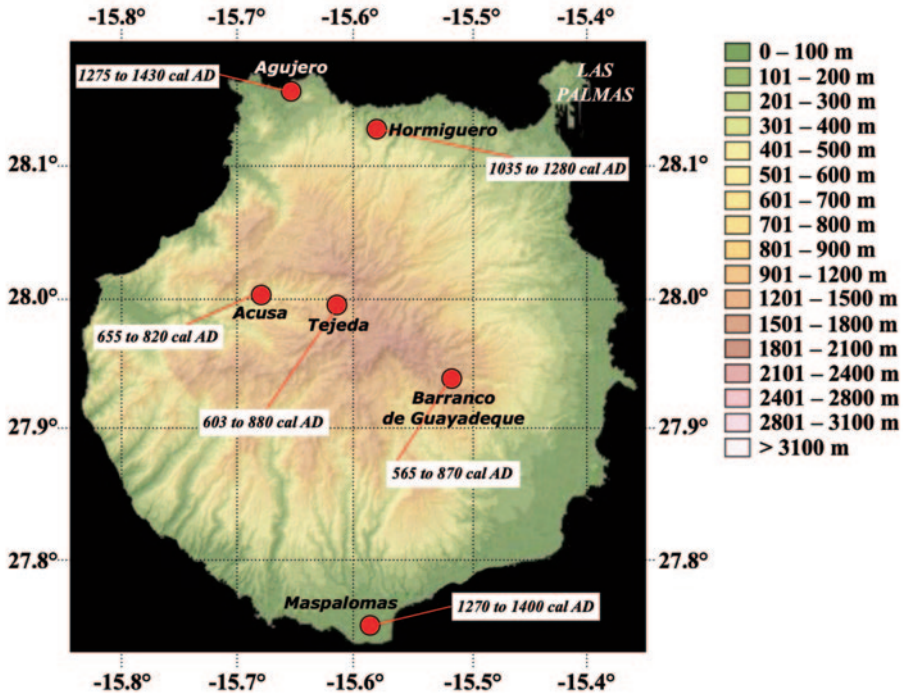 -15.8° -15.7° -15.6° -15.5° -15.4°
1275 to 1430 cal AD
Agujero
LAS
PALMAS
Hormiguero
28.1° 28.1°
1035 to 1280 cal AD
28.0° 28.0°
Acusa
Tejeda
655 to 820 cal AD
Barranco
de Guayadeque
603 to 880 cal AD
27.9° 27.9°
565 to 870 cal AD
27.8° 27.8°
Maspalomas
1270 to 1400 cal AD
-15.8° -15.7° -15.6° -15.5° -15.4°
0 – 100 m
101 – 200 m
201 – 300 m
301 – 400 m
401 – 500 m
501 – 600 m
601 – 700 m
701 – 800 m
801 – 900 m
901 – 1200 m
1201 – 1500 m
1501 – 1800 m
1801 – 2100 m
2101 – 2400 m
2401 – 2800 m
2801 – 3100 m
> 3100 m